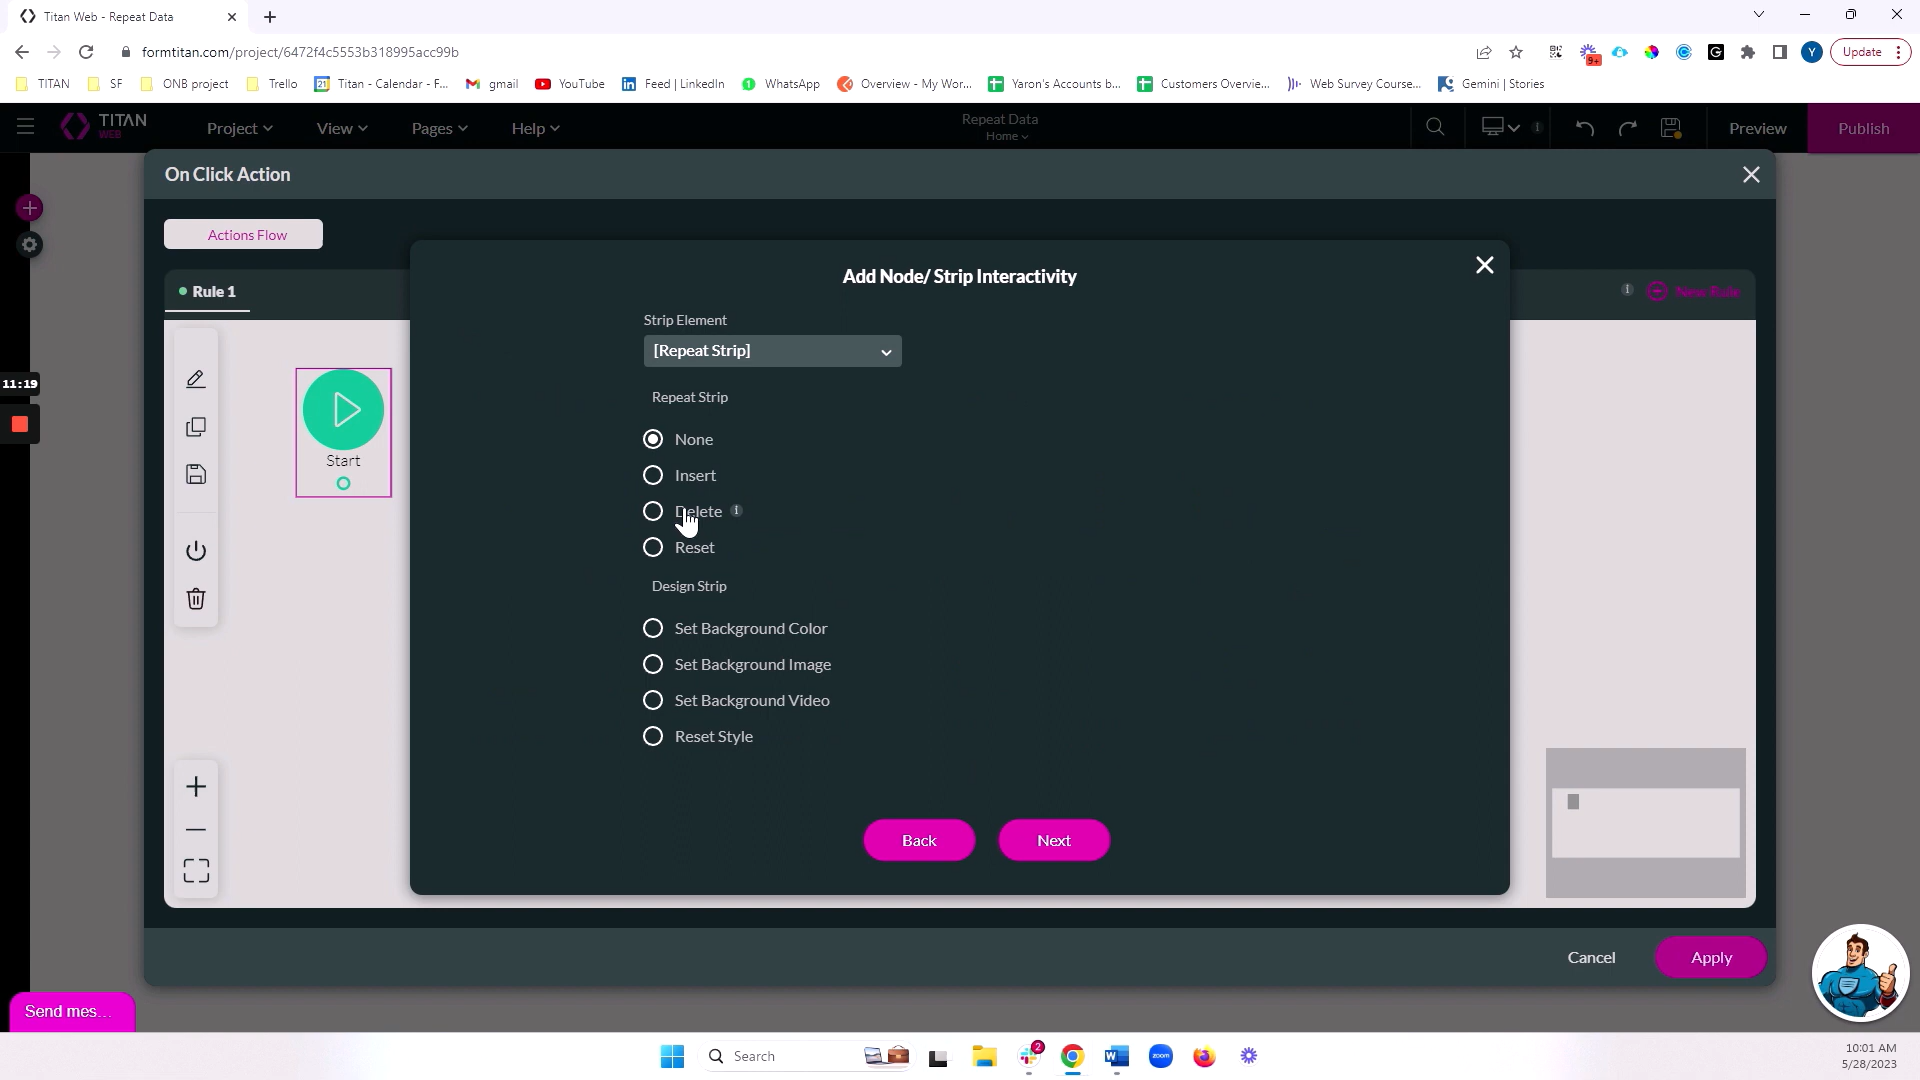 Titan Web - Repeat Data
formtitan.com/project/6472f4c5553b318995acc99b
9+
Y
Update
TITAN
SF
ONB project
Trello
21
Titan - Calendar - F...
gmail
YouTube
Feed | LinkedIn
WhatsApp
Overview - My Wor...
Yaron's Accounts b...
Customers Overvie...
Web Survey Course...
Gemini | Stories
TITAN
WEB
Project
View
Pages
Help
Repeat Data
Home
Preview
Publish
On Click Action
Actions Flow
Rule 1
New Rule
Add Node/ Strip Interactivity
Strip Element
[Repeat Strip]
Repeat Strip
None
Insert
Delete
Reset
Design Strip
Set Background Color
Set Background Image
Set Background Video
Reset Style
Back
Next
Start
11:19
Cancel
Apply
Send mes...
Search
2
zoom
10:01 AM
5/28/2023